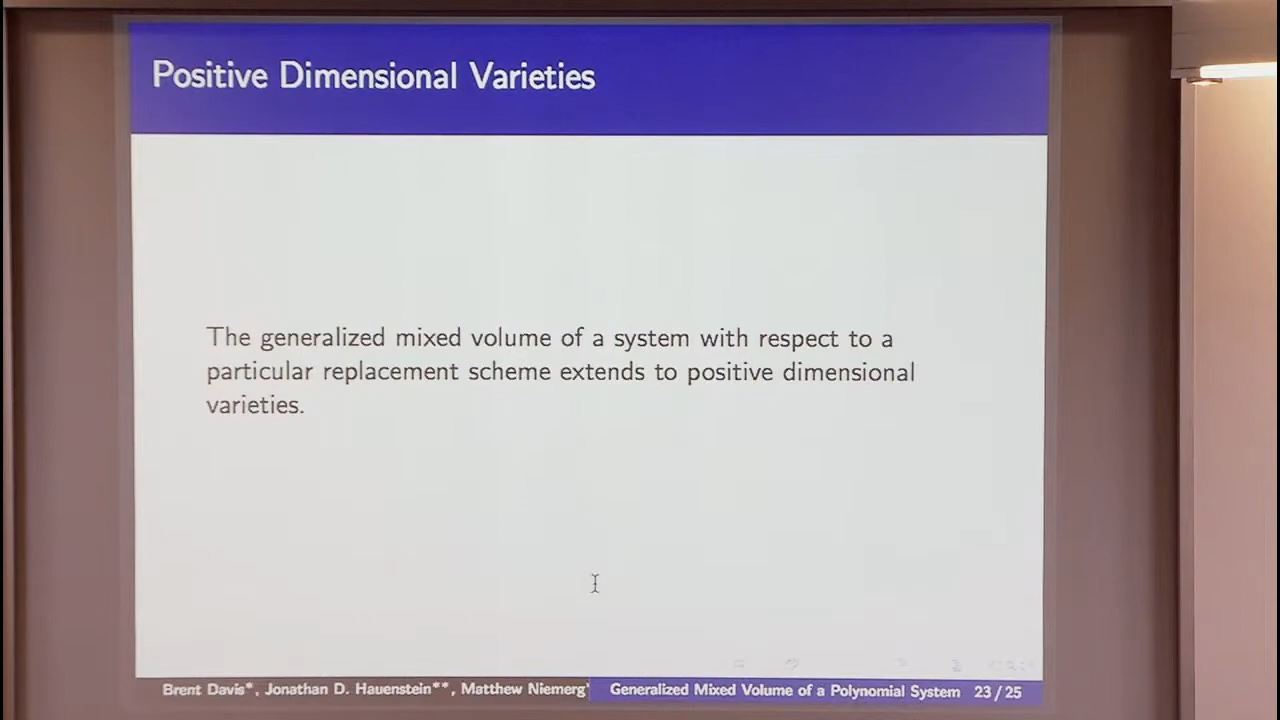 Positive Dimensional Varieties
The generalized mixed volume of a system with respect to a
particular replacement scheme extends to positive dimensional
varieties.
Brent Davis*, Jonathan D. Hauenstein**, Matthew Niemerg
Generalized Mixed Volume of a Polynomial System 23 / 25